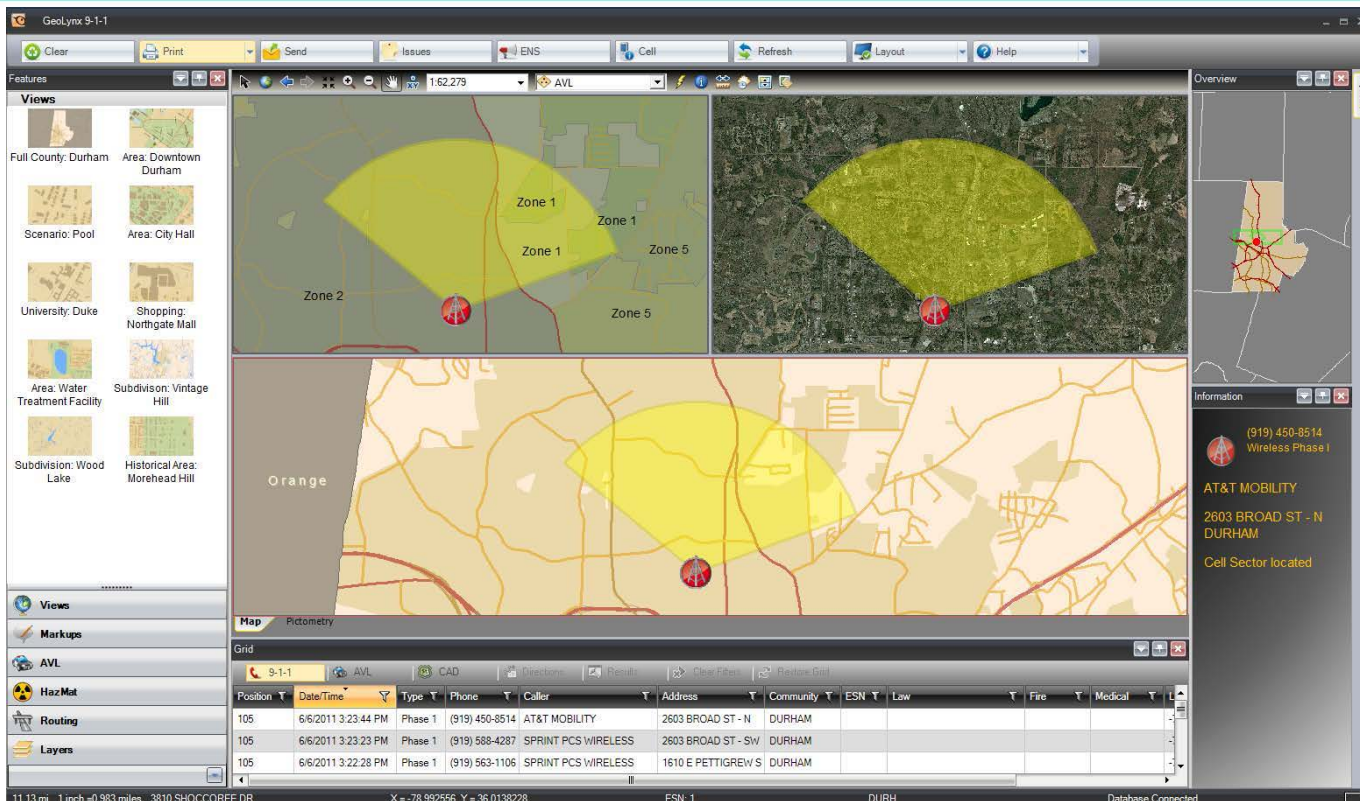 GeoLynx 9-1-1
Clear Print Send Issues ENS Cell Refresh Layout Help
Features
Views
Full County: Durham
Area: Downtown
Durham
Scenario: Pool
Area: City Hall
University: Duke
Shopping:
Northgate Mall
Area: Water
Treatment Facility
Subdivison: Vintage
Hill
Subdivision: Wood
Lake
Historical Area:
Morehead Hill
Views
Markups
AVL
HazMat
Routing
Layers
1:62,279 AVL
Zone 1
Zone 1
Zone 1
Zone 5
Zone 2
Zone 5
Orange
Map Pictometry
Overview
Information
(919) 450-8514
Wireless Phase I
AT&T MOBILITY
2603 BROAD ST - N
DURHAM
Cell Sector located
Grid
9-1-1 AVL CAD Directions Results Clear Filters Restore Grid
Position Date/Time Type Phone Caller Address Community ESN Law Fire Medical L
105 6/6/2011 3:23:44 PM Phase 1 (919) 450-8514 AT&T MOBILITY 2603 BROAD ST - N DURHAM
105 6/6/2011 3:23:23 PM Phase 1 (919) 588-4287 SPRINT PCS WIRELESS 2603 BROAD ST - SW DURHAM
105 6/6/2011 3:22:28 PM Phase 1 (919) 563-1106 SPRINT PCS WIRELESS 1610 E PETTIGREW S DURHAM
11.13 mi 1 inch =0.983 miles 3810 SHOCCOREE DR X = -78.992556 Y = 36.0138228 ESN: 1 DURH Database Connected